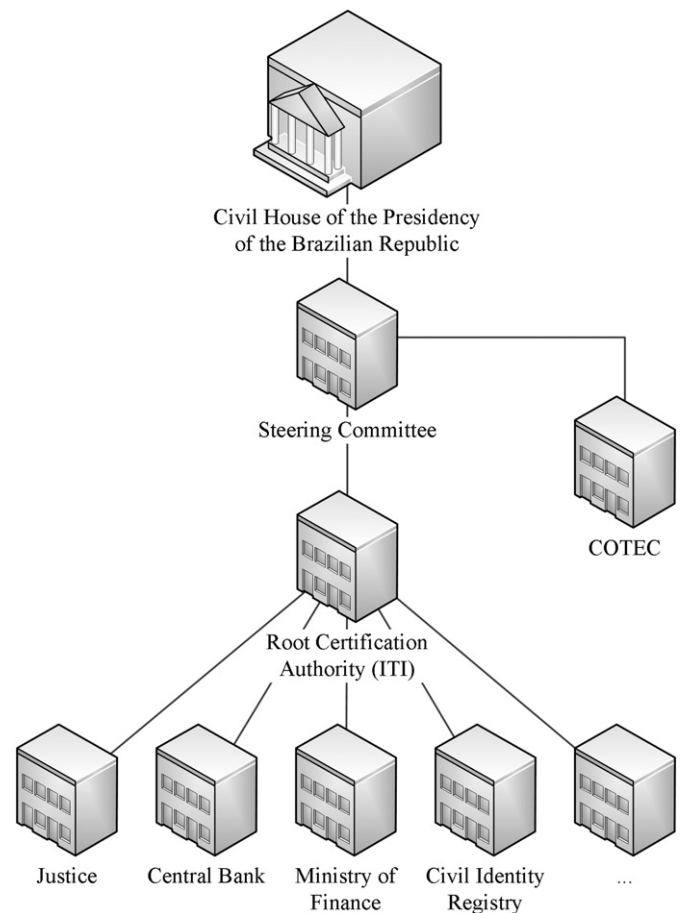 Civil House of the Presidency
of the Brazilian Republic
Steering Committee
COTEC
Root Certification
Authority (ITI)
Justice
Central Bank
Ministry of
Finance
Civil Identity
Registry
...